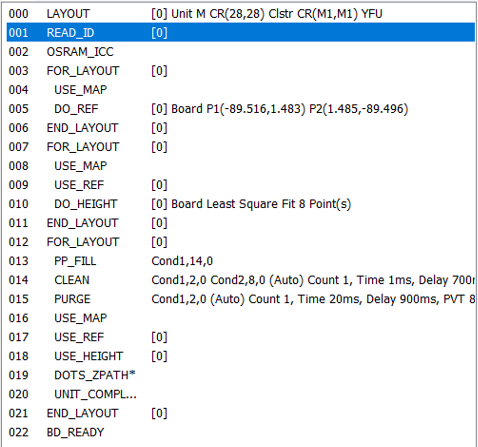 000 LAYOUT [0] Unit M CR(28,28) Clstr CR(M1,M1) YFU
001 READ_ID [0]
002 OSRAM_ICC
003 FOR_LAYOUT [0]
004 USE_MAP
005 DO_REF [0] Board P1(-89.516,1.483) P2(1.485,-89.496)
006 END_LAYOUT [0]
007 FOR_LAYOUT [0]
008 USE_MAP
009 USE_REF [0]
010 DO_HEIGHT [0] Board Least Square Fit 8 Point(s)
011 END_LAYOUT [0]
012 FOR_LAYOUT [0]
013 PP_FILL Cond1,14,0
014 CLEAN Cond1,2,0 Cond2,8,0 (Auto) Count 1, Time 1ms, Delay 700m
015 PURGE Cond1,2,0 (Auto) Count 1, Time 20ms, Delay 900ms, PVT 8
016 USE_MAP
017 USE_REF [0]
018 USE_HEIGHT [0]
019 DOTS_ZPATH*
020 UNIT_COMPL...
021 END_LAYOUT [0]
022 BD_READY